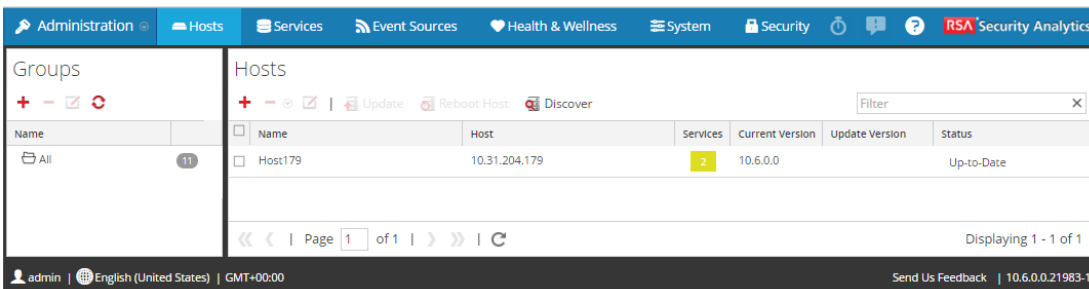 Administration Hosts Services Event Sources Health & Wellness System Security ? RSA Security Analytics
Groups
Name
All 11
Hosts
Update Reboot Host Discover Filter
Name Host Services Current Version Update Version Status
Host179 10.31.204.179 2 10.6.0.0 Up-to-Date
Page 1 of 1 Displaying 1 - 1 of 1
admin | English (United States) | GMT+00:00 Send Us Feedback | 10.6.0.0.21983-1